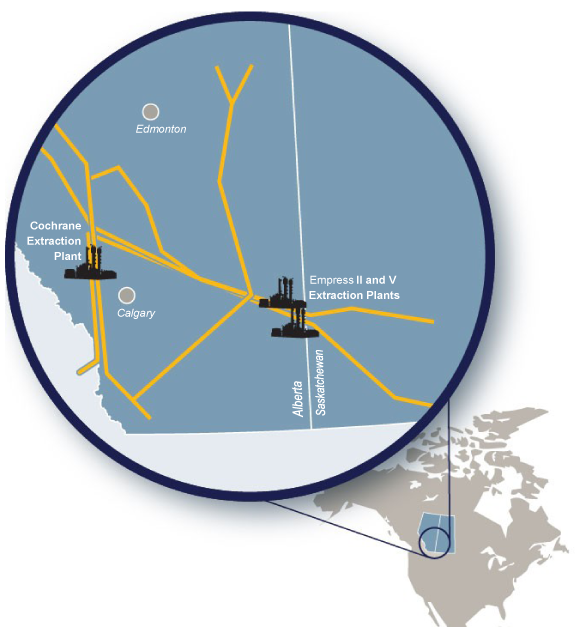 Edmonton
Cochrane
Extraction
Plant
Calgary
Empress II and V
Extraction Plants
Alberta
Saskatchewan